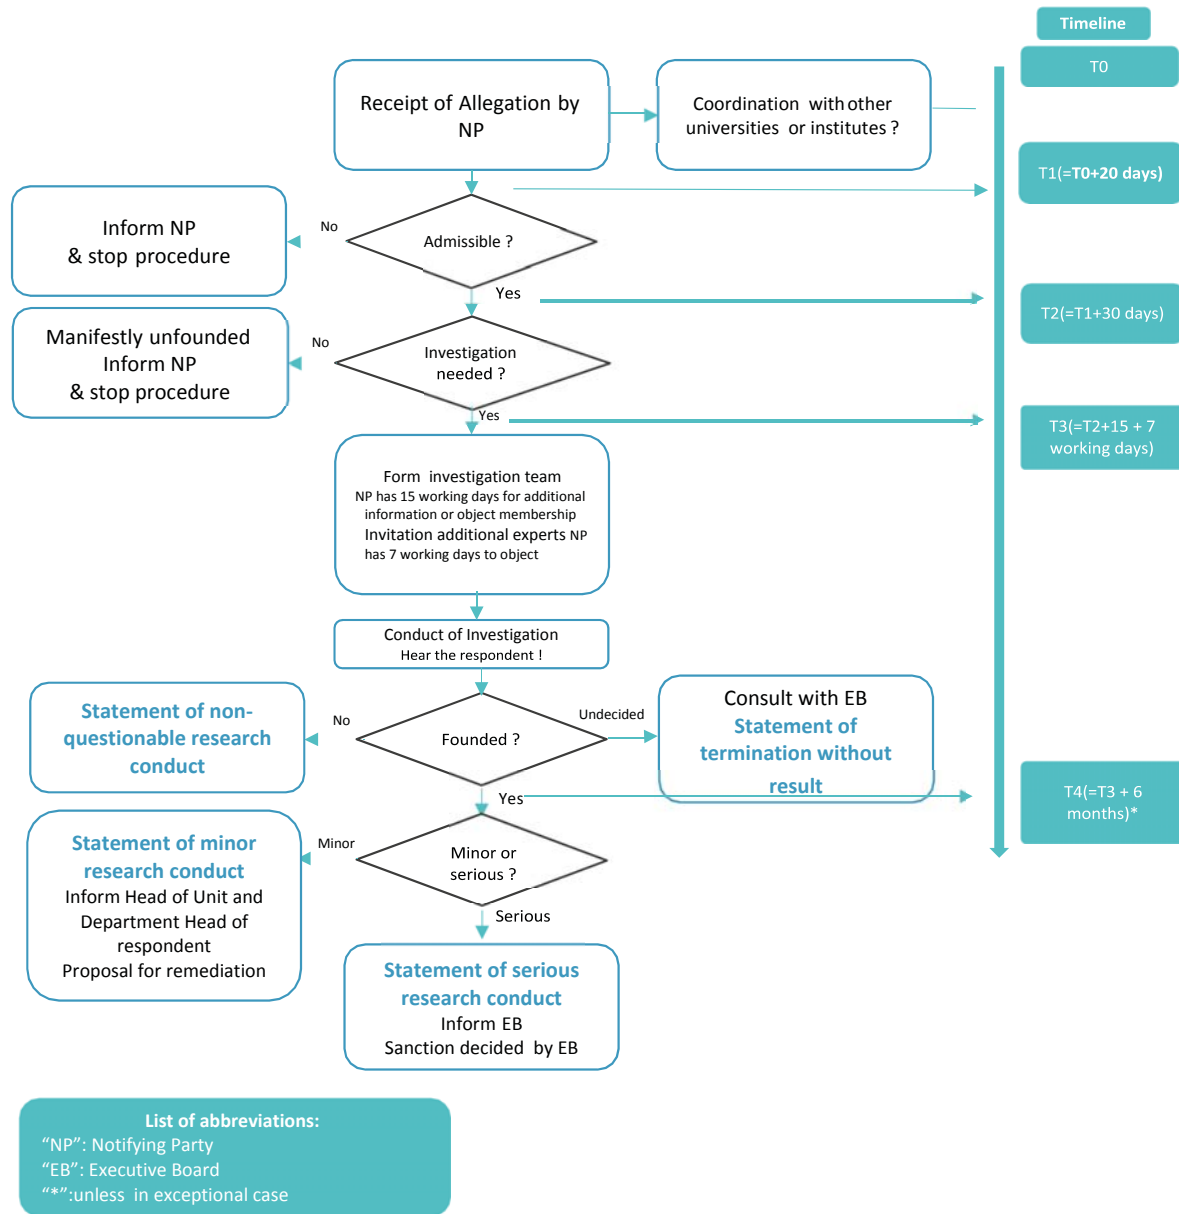 Timeline
T0
Receipt of Allegation by
NP
Coordination with other
universities or institutes ?
T1(=T0+20 days)
Inform NP
& stop procedure
No
Admissible ?
Yes
T2(=T1+30 days)
Manifestly unfounded
Inform NP
& stop procedure
No
Investigation
needed ?
Yes
T3(=T2+15 + 7
working days)
Form investigation team
NP has 15 working days for additional
information or object membership
Invitation additional experts NP
has 7 working days to object
Conduct of Investigation
Hear the respondent !
Statement of non-
questionable research
conduct
No
Founded ?
Undecided
Consult with EB
Statement of
termination without
result
Yes
T4(=T3 + 6
months)*
Statement of minor
research conduct
Inform Head of Unit and
Department Head of
respondent
Proposal for remediation
Minor
Minor or
serious ?
Serious
Statement of serious
research conduct
Inform EB
Sanction decided by EB
List of abbreviations:
“NP”: Notifying Party
“EB”: Executive Board
“*”:unless in exceptional case